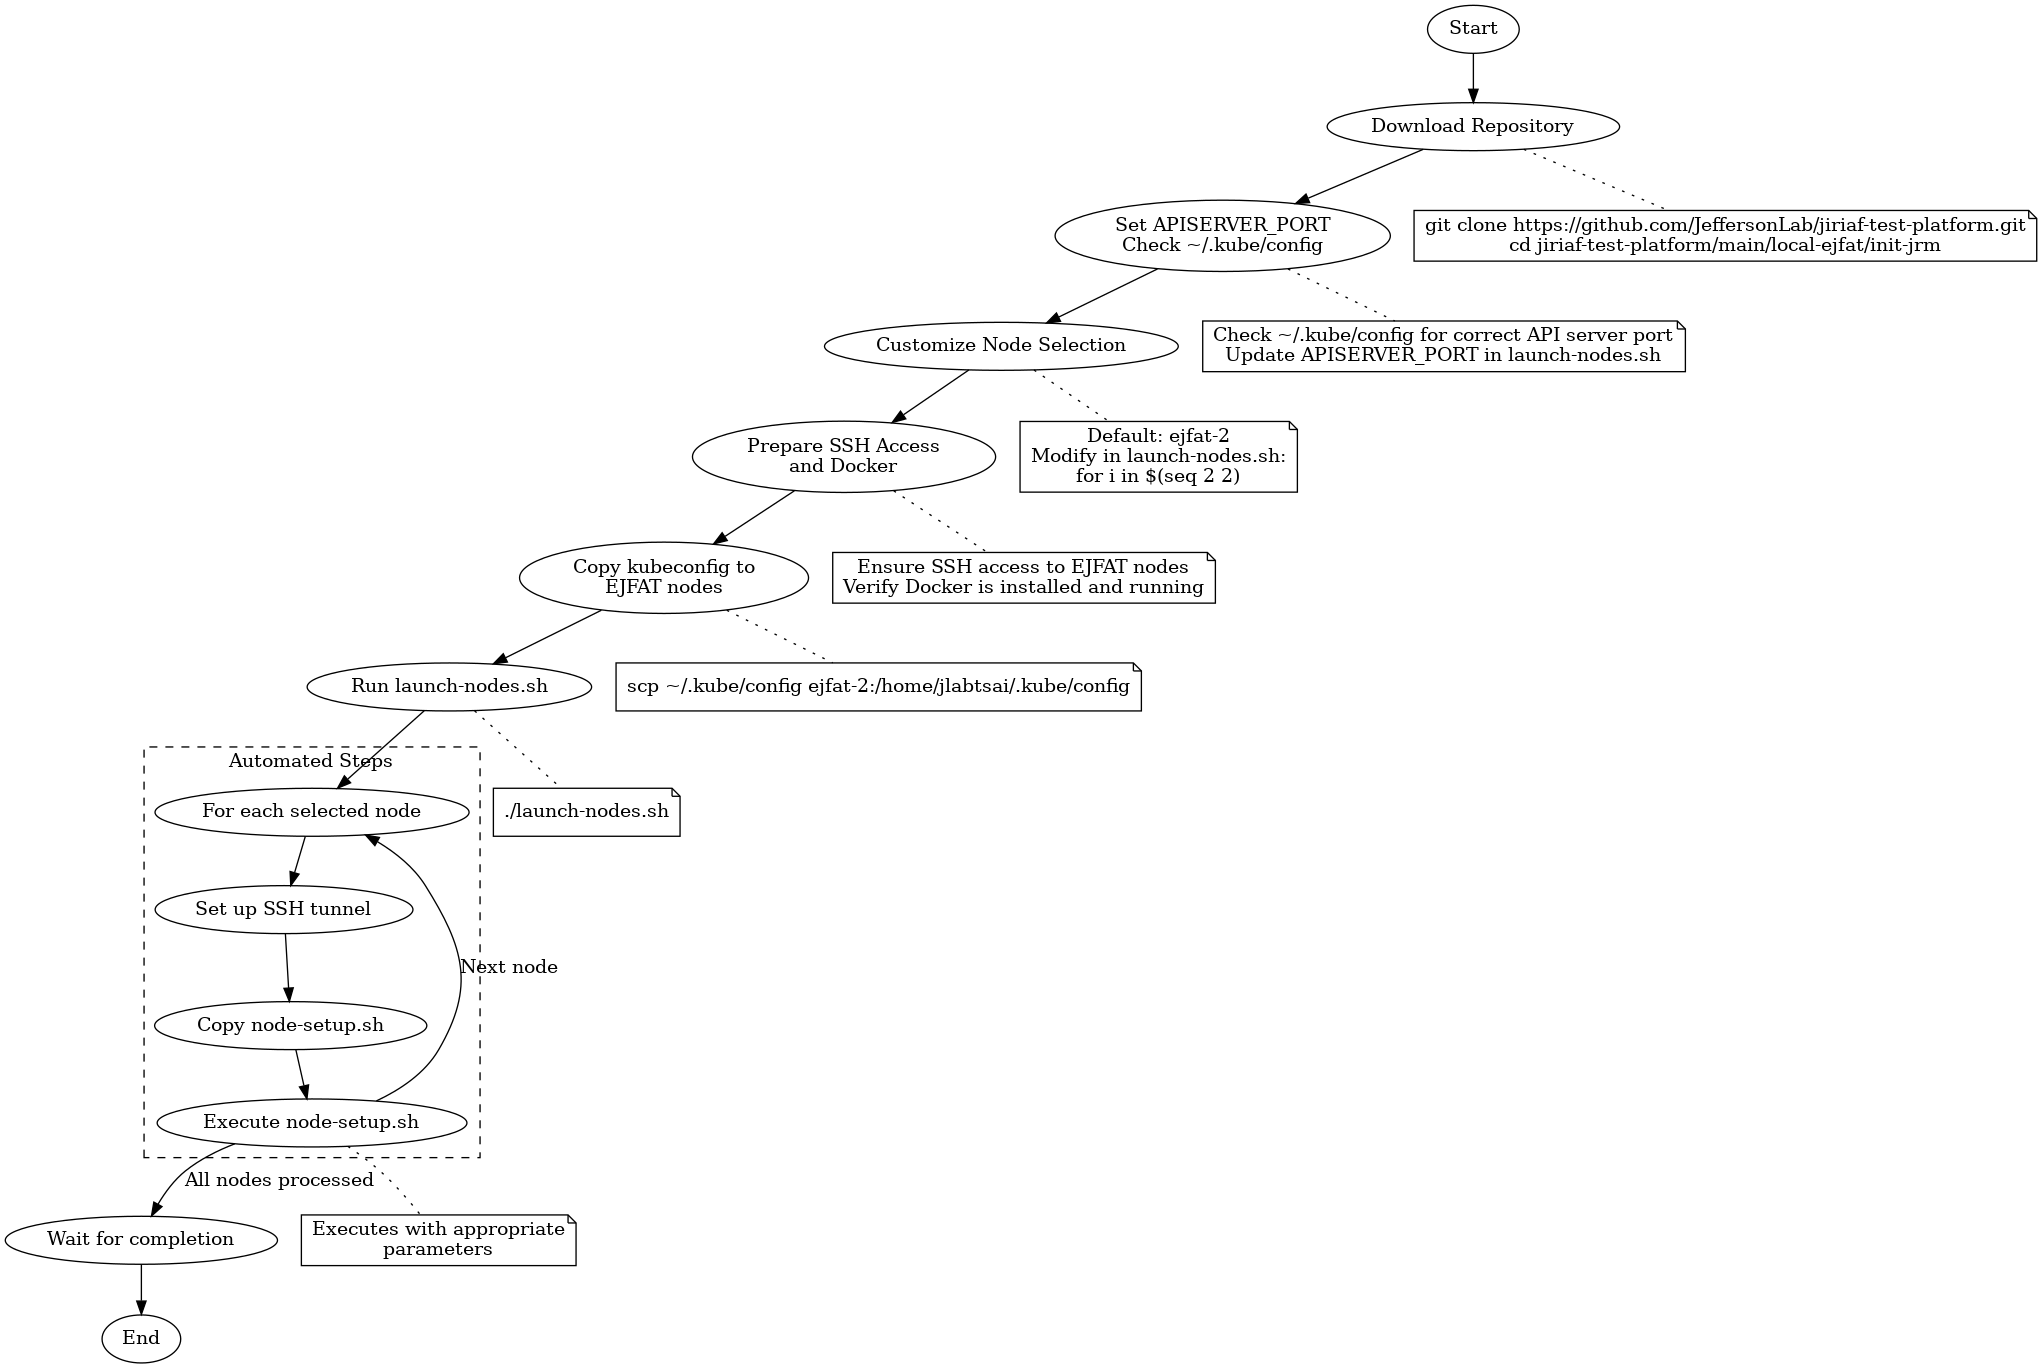 Start
Download Repository
git clone https://github.com/JeffersonLab/jiriaf-test-platform.git
cd jiriaf-test-platform/main/local-ejfat/init-jrm
Set APISERVER_PORT
Check ~/.kube/config
Check ~/.kube/config for correct API server port
Update APISERVER_PORT in launch-nodes.sh
Customize Node Selection
Default: ejfat-2
Modify in launch-nodes.sh:
for i in $(seq 2 2)
Prepare SSH Access
and Docker
Ensure SSH access to EJFAT nodes
Verify Docker is installed and running
Copy kubeconfig to
EJFAT nodes
scp ~/.kube/config ejfat-2:/home/jlabtsai/.kube/config
Run launch-nodes.sh
./launch-nodes.sh
Automated Steps
For each selected node
Set up SSH tunnel
Next node
Copy node-setup.sh
Execute node-setup.sh
All nodes processed
Executes with appropriate
parameters
Wait for completion
End